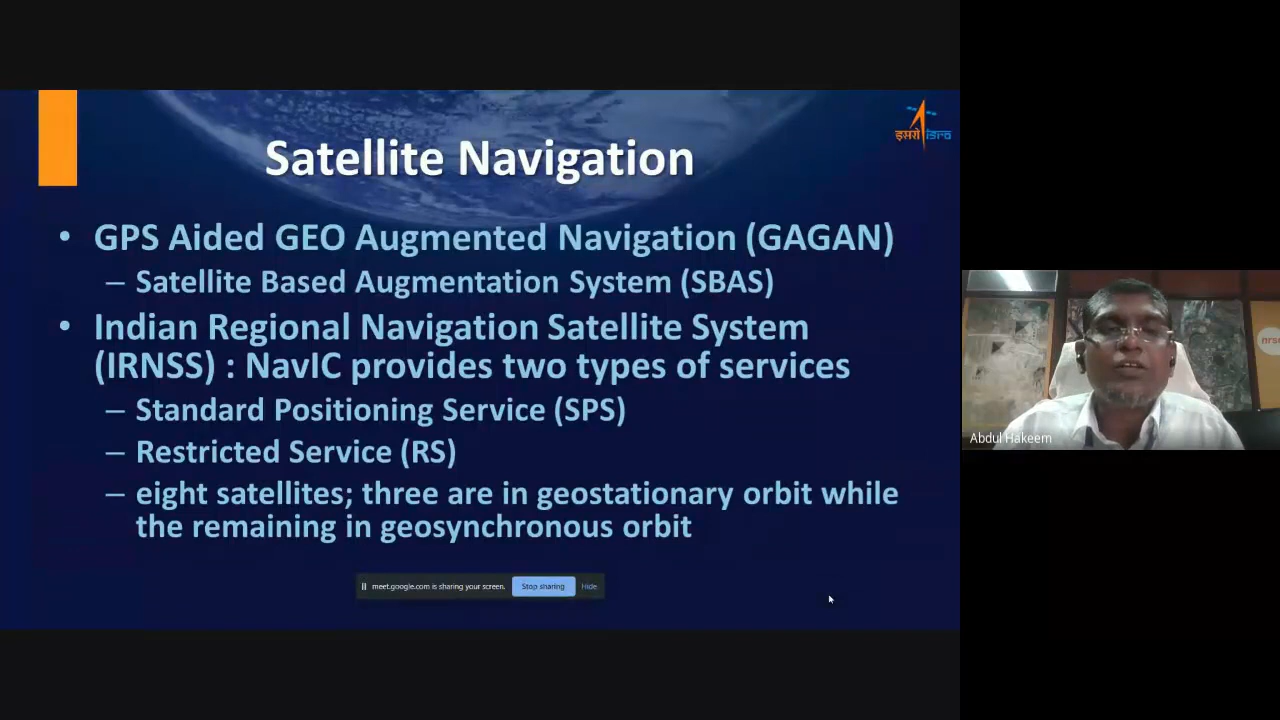 इसरो isro
Satellite Navigation
• GPS Aided GEO Augmented Navigation (GAGAN)
– Satellite Based Augmentation System (SBAS)
• Indian Regional Navigation Satellite System
(IRNSS) : NavIC provides two types of services
– Standard Positioning Service (SPS)
– Restricted Service (RS)
– eight satellites; three are in geostationary orbit while
the remaining in geosynchronous orbit
meet.google.com is sharing your screen. Stop sharing Hide
nrsc
Abdul Hakeem